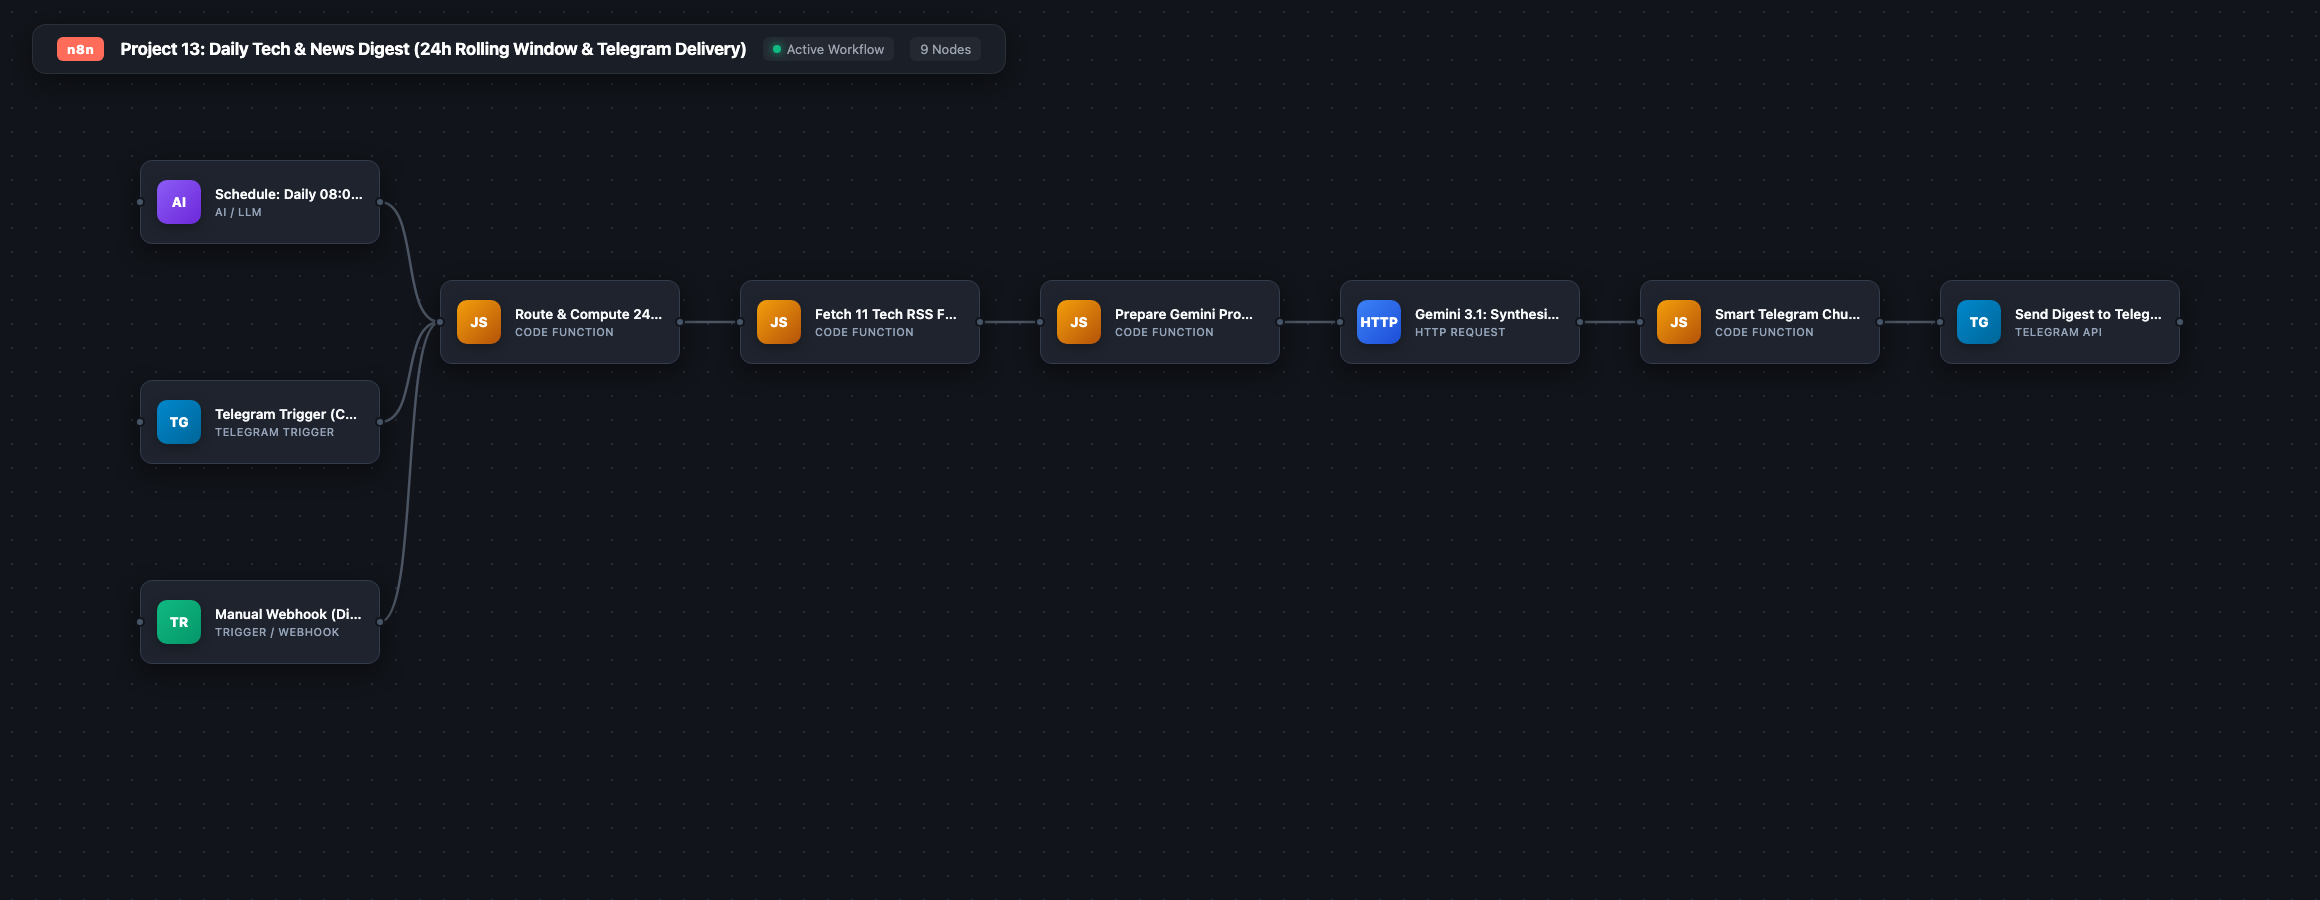 n8n Project 13: Daily Tech & News Digest (24h Rolling Window & Telegram Delivery) Active Workflow 9 Nodes
AI Schedule: Daily 08:0...
AI / LLM
JS Route & Compute 24...
CODE FUNCTION
JS Fetch 11 Tech RSS F...
CODE FUNCTION
JS Prepare Gemini Pro...
CODE FUNCTION
HTTP Gemini 3.1: Synthesi...
HTTP REQUEST
JS Smart Telegram Chu...
CODE FUNCTION
TG Send Digest to Teleg...
TELEGRAM API
TG Telegram Trigger (C...
TELEGRAM TRIGGER
TR Manual Webhook (Di...
TRIGGER / WEBHOOK